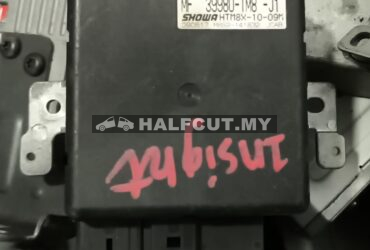 MF 39980-TM8 -J1
SHOWA HTM8X-10-09M
HALFCUT.MY
Insight